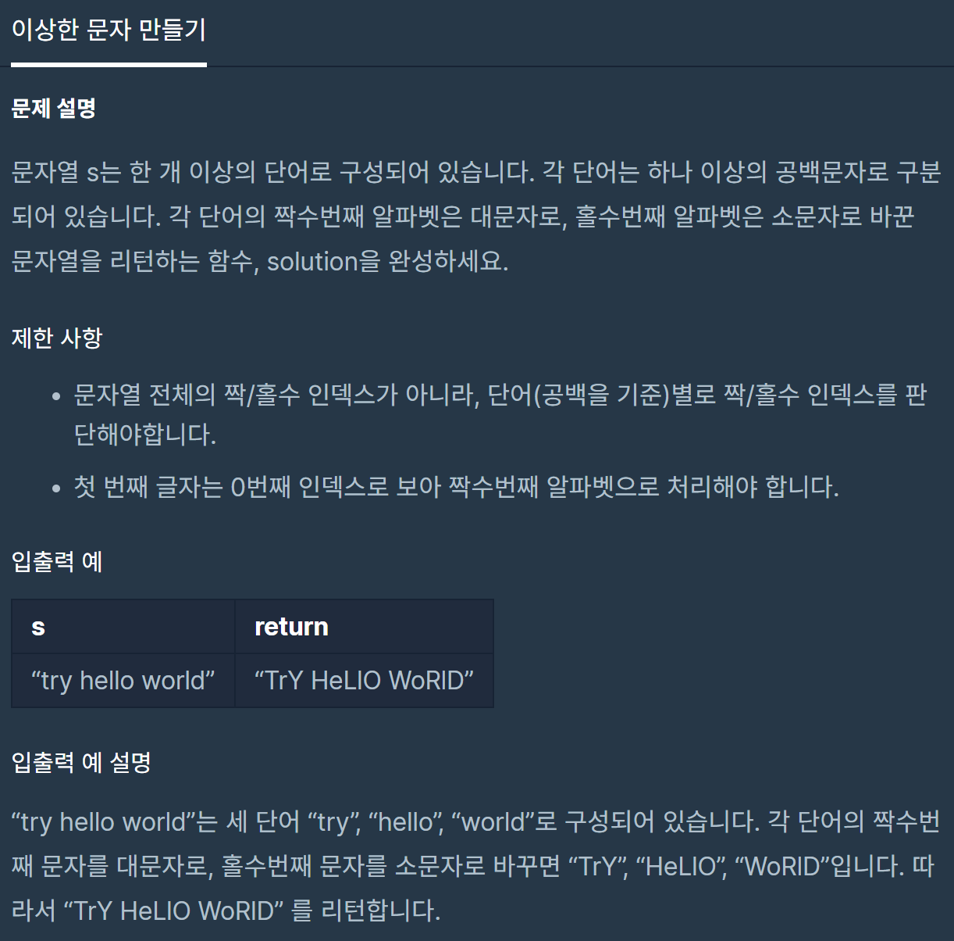 이상한 문자 만들기
문제 설명
문자열 s는 한 개 이상의 단어로 구성되어 있습니다. 각 단어는 하나 이상의 공백문자로 구분
되어 있습니다. 각 단어의 짝수번째 알파벳은 대문자로, 홀수번째 알파벳은 소문자로 바꾼
문자열을 리턴하는 함수, solution을 완성하세요.
제한 사항
• 문자열 전체의 짝/홀수 인덱스가 아니라, 단어(공백을 기준)별로 짝/홀수 인덱스를 판
단해야합니다.
• 첫 번째 글자는 0번째 인덱스로 보아 짝수번째 알파벳으로 처리해야 합니다.
입출력 예
s return
“try hello world” “TrY HeLlO WoRlD”
입출력 예 설명
“try hello world”는 세 단어 “try”, “hello”, “world”로 구성되어 있습니다. 각 단어의 짝수번
째 문자를 대문자로, 홀수번째 문자를 소문자로 바꾸면 “TrY”, “HeLlO”, “WoRlD”입니다. 따
라서 “TrY HeLlO WoRlD” 를 리턴합니다.